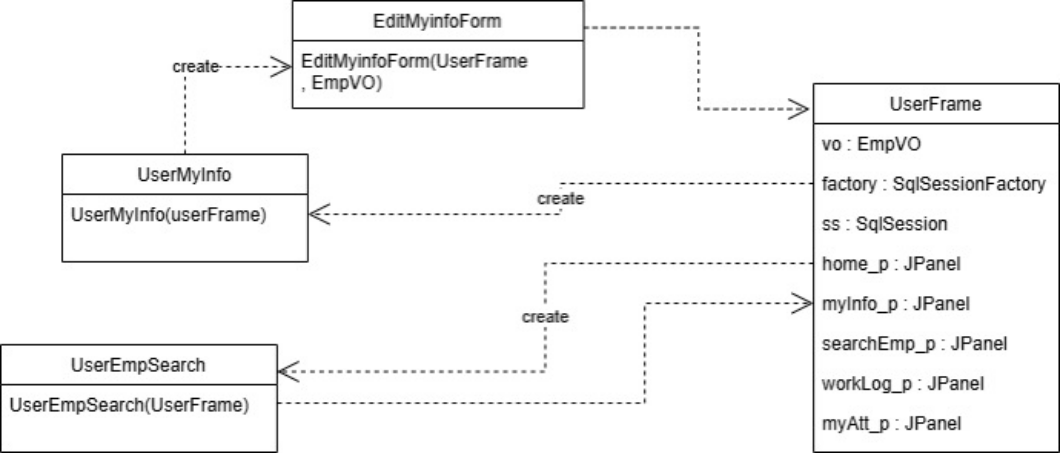 EditMyinfoForm
EditMyinfoForm(UserFrame
, EmpVO)
create
UserMyInfo
UserMyInfo(userFrame)
create
create
UserEmpSearch
UserEmpSearch(UserFrame)
UserFrame
vo : EmpVO
factory : SqlSessionFactory
ss : SqlSession
home_p : JPanel
myInfo_p : JPanel
searchEmp_p : JPanel
workLog_p : JPanel
myAtt_p : JPanel